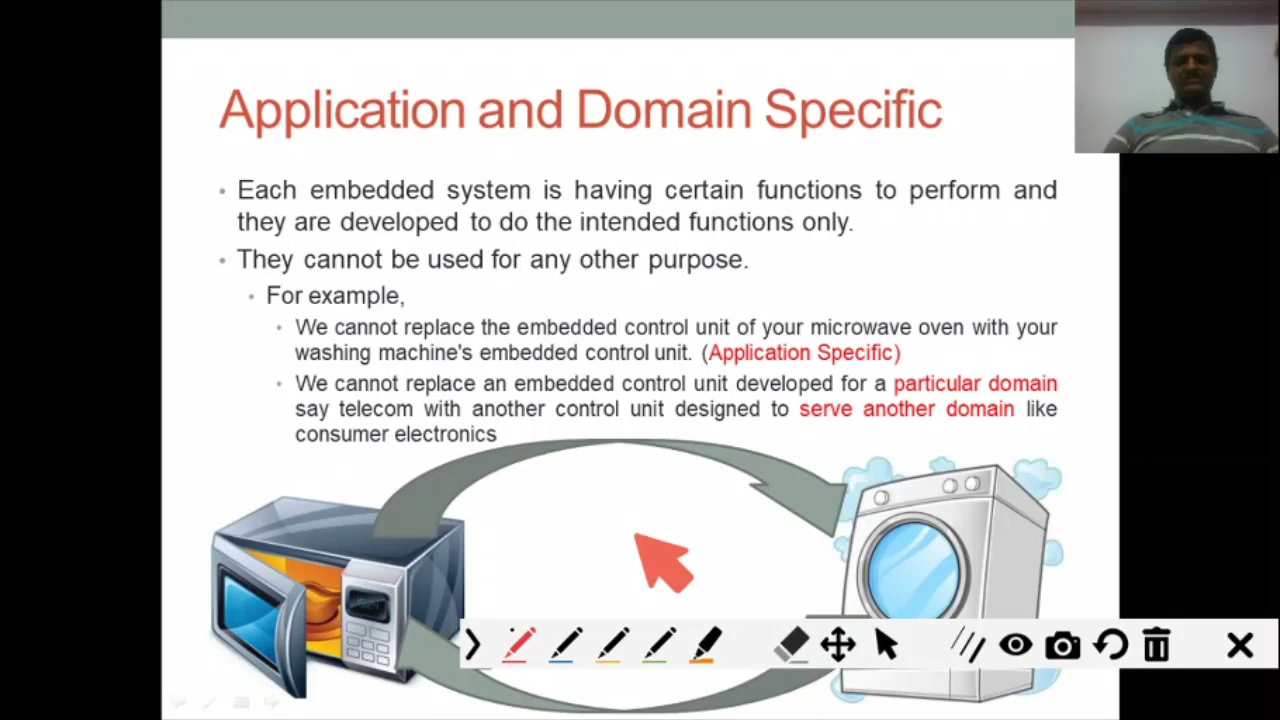 Application and Domain Specific
• Each embedded system is having certain functions to perform and
they are developed to do the intended functions only.
• They cannot be used for any other purpose.
• For example,
• We cannot replace the embedded control unit of your microwave oven with your
washing machine's embedded control unit. (Application Specific)
• We cannot replace an embedded control unit developed for a particular domain
say telecom with another control unit designed to serve another domain like
consumer electronics